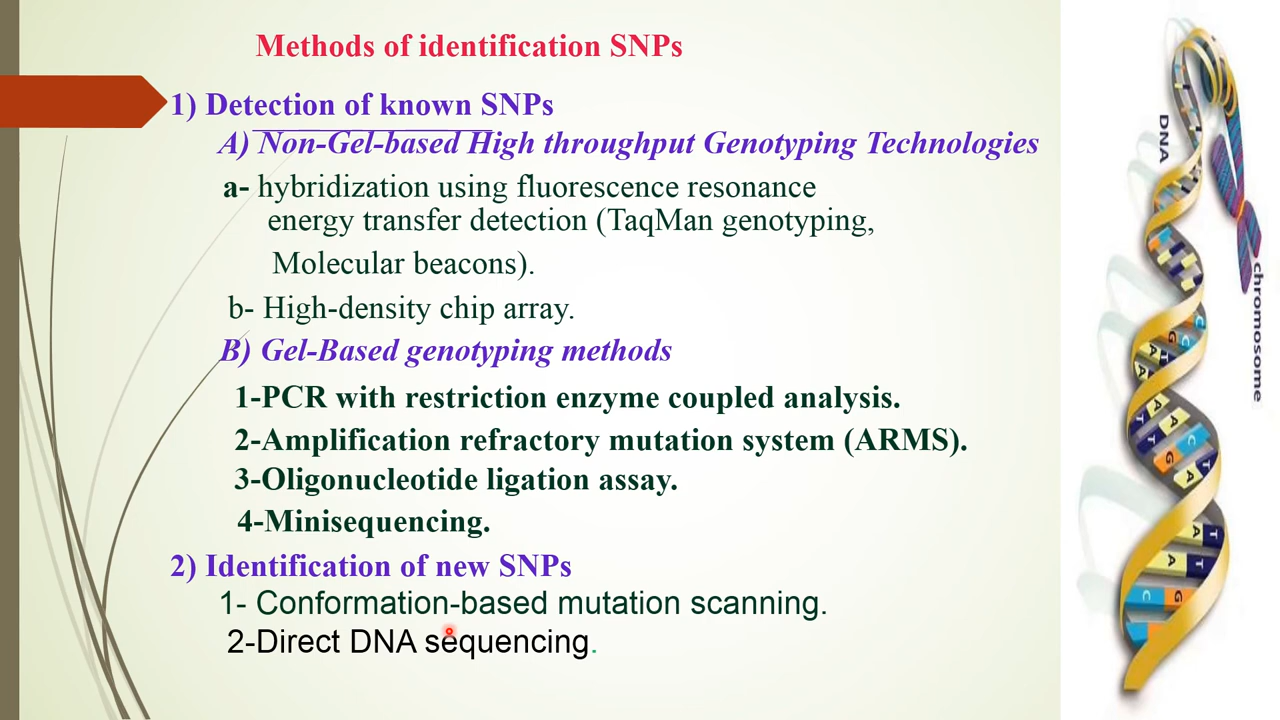 Methods of identification SNPs
1) Detection of known SNPs
A) Non-Gel-based High throughput Genotyping Technologies
a- hybridization using fluorescence resonance
energy transfer detection (TaqMan genotyping,
Molecular beacons).
b- High-density chip array.
B) Gel-Based genotyping methods
1-PCR with restriction enzyme coupled analysis.
2-Amplification refractory mutation system (ARMS).
3-Oligonucleotide ligation assay.
4-Minisequencing.
2) Identification of new SNPs
1- Conformation-based mutation scanning.
2-Direct DNA sequencing.
DNA
chromosome